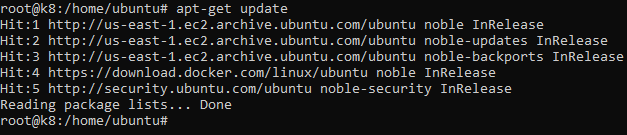 root@k8:/home/ubuntu# apt-get update
Hit:1 http://us-east-1.ec2.archive.ubuntu.com/ubuntu noble InRelease
Hit:2 http://us-east-1.ec2.archive.ubuntu.com/ubuntu noble-updates InRelease
Hit:3 http://us-east-1.ec2.archive.ubuntu.com/ubuntu noble-backports InRelease
Hit:4 https://download.docker.com/linux/ubuntu noble InRelease
Hit:5 http://security.ubuntu.com/ubuntu noble-security InRelease
Reading package lists... Done
root@k8:/home/ubuntu#